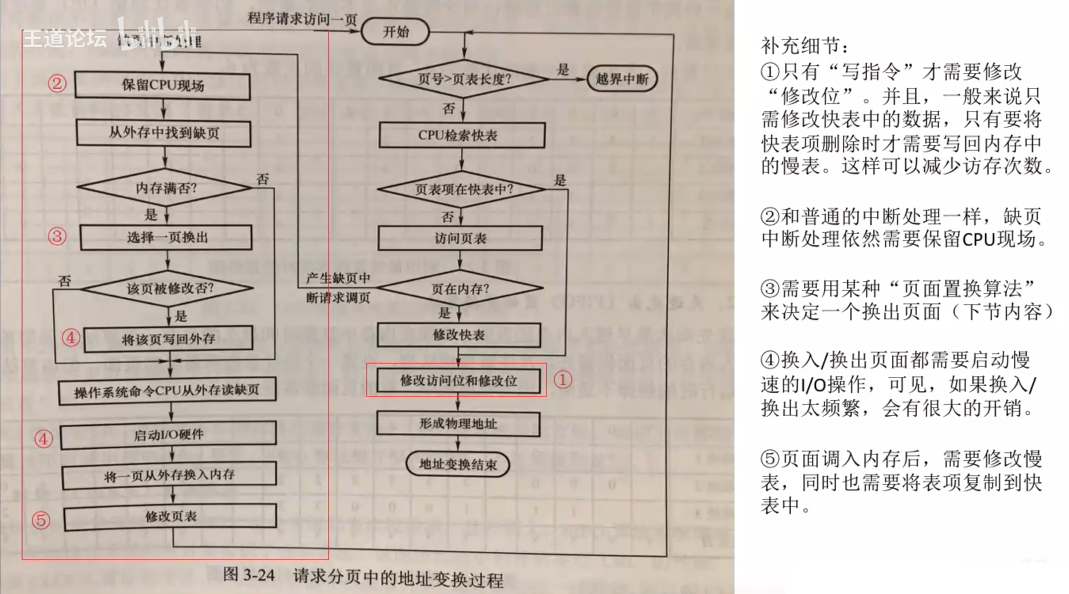 王道论坛
bilibili
程序请求访问一页
开始
缺页中断处理
②
保留CPU现场
页号>页表长度?
是
越界中断
否
从外存中找到缺页
CPU检索快表
内存满否?
否
页表项在快表中?
是
是
否
③
选择一页换出
访问页表
否
该页被修改否?
产生缺页中
断请求调页
页在内存?
是
是
④
将该页写回外存
修改快表
操作系统命令CPU从外存读缺页
修改访问位和修改位
①
④
启动I/O硬件
形成物理地址
将一页从外存换入内存
地址变换结束
⑤
修改页表
图 3-24 请求分页中的地址变换过程
补充细节:
①只有“写指令”才需要修改
“修改位”。并且,一般来说只
需修改快表中的数据,只有要将
快表项删除时才需要写回内存中
的慢表。这样可以减少访存次数。
②和普通的中断处理一样,缺页
中断处理依然需要保留CPU现场。
③需要用某种“页面置换算法”
来决定一个换出页面(下节内容)
④换入/换出页面都需要启动慢
速的I/O操作,可见,如果换入/
换出太频繁,会有很大的开销。
⑤页面调入内存后,需要修改慢
表,同时也需要将表项复制到快
表中。